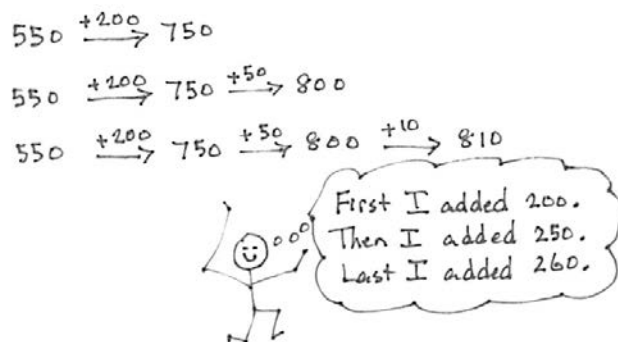 550 +200 → 750
550 +200 → 750 +50 → 800
550 +200 → 750 +50 → 800 +10 → 810
First I added 200.
Then I added 250.
Last I added 260.